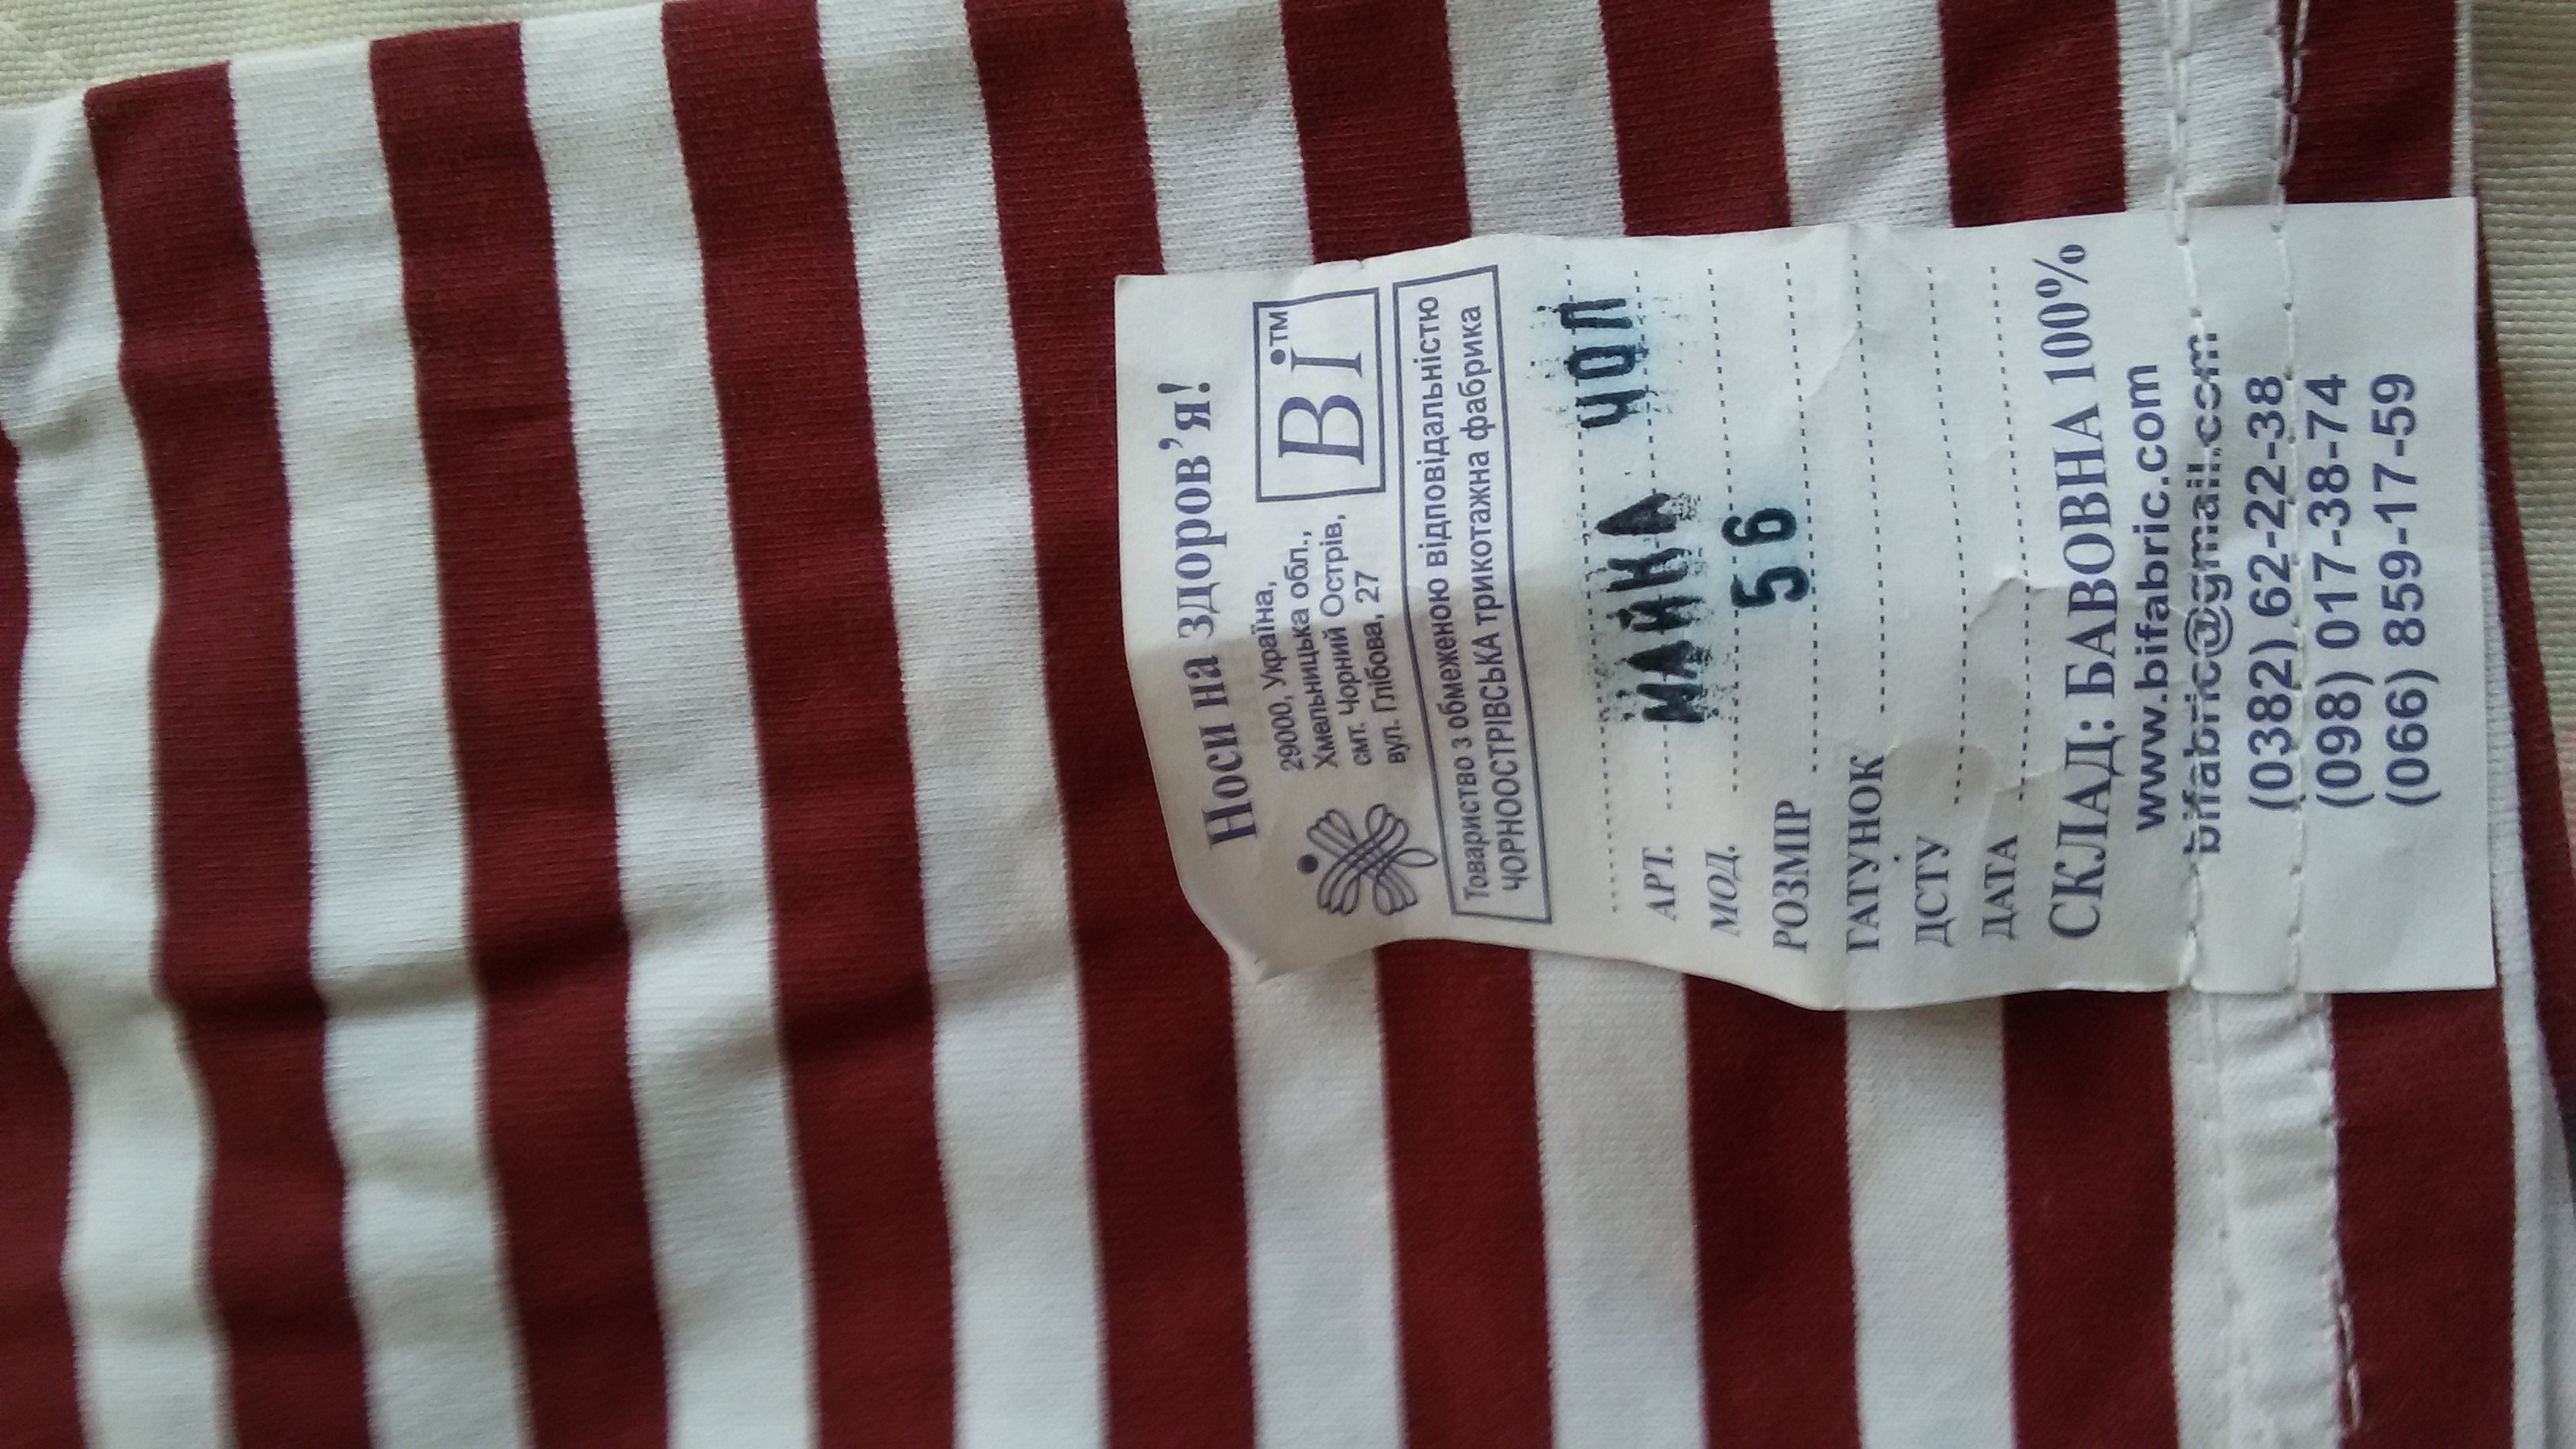 Носи на здоров’я!
29000, Україна,
Хмельницька обл.,
смт. Чорний Острів,
вул. Глібова, 27
Ві™
Товариство з обмеженою відповідальністю
ЧОРНООСТРІВСЬКА трикотажна фабрика
МАЙКА ЧОЛ
АРТ.
МОД.
РОЗМІР 56
ГАТУНОК
ДСТУ
ДАТА
СКЛАД: БАВОВНА 100%
www.bifabric.com
bifabric@gmail.com
(0382) 62-22-38
(098) 017-38-74
(066) 859-17-59